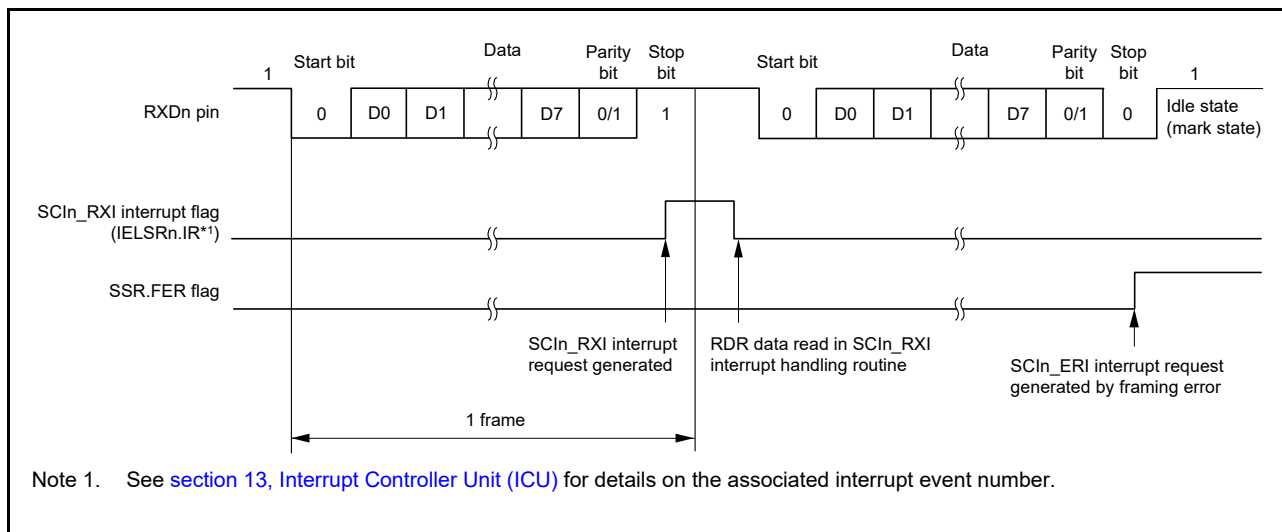 Start bit
Data
Parity bit
Stop bit
Start bit
Data
Parity bit
Stop bit
1
1
RXDn pin
0 D0 D1 D7 0/1 1 0 D0 D1 D7 0/1 0
Idle state
(mark state)
SCIn_RXI interrupt flag
(IELSRn.IR*1)
SSR.FER flag
SCIn_RXI interrupt
request generated
RDR data read in SCIn_RXI
interrupt handling routine
SCIn_ERI interrupt request
generated by framing error
1 frame
Note 1. See section 13, Interrupt Controller Unit (ICU) for details on the associated interrupt event number.